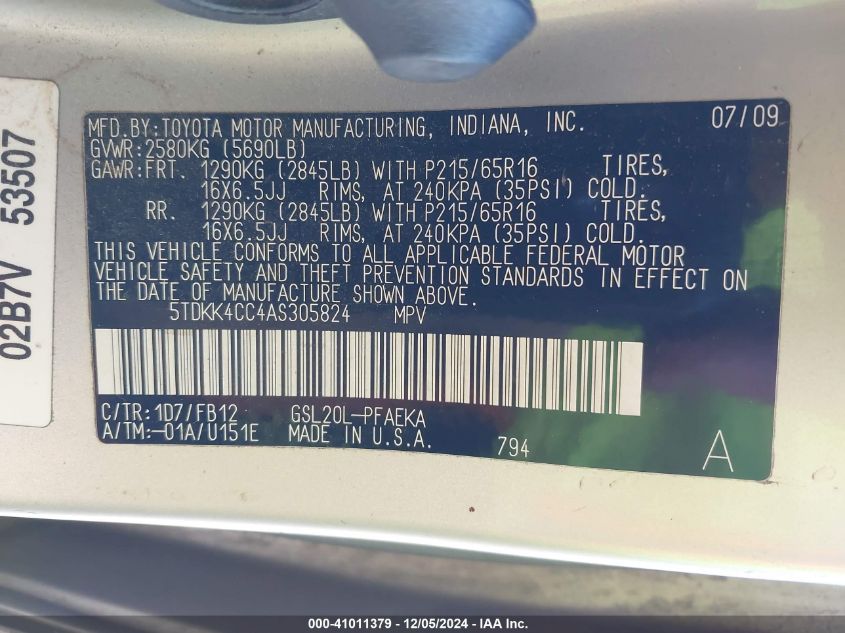 02B7V 53507
MFD.BY:TOYOTA MOTOR MANUFACTURING, INDIANA, INC. 07/09
GVWR:2580KG (5690LB)
GAWR:FRT. 1290KG (2845LB) WITH P215/65R16 TIRES,
16X6.5JJ RIMS, AT 240KPA (35PSI) COLD.
RR. 1290KG (2845LB) WITH P215/65R16 TIRES,
16X6.5JJ RIMS, AT 240KPA (35PSI) COLD.
THIS VEHICLE CONFORMS TO ALL APPLICABLE FEDERAL MOTOR
VEHICLE SAFETY AND THEFT PREVENTION STANDARDS IN EFFECT ON
THE DATE OF MANUFACTURE SHOWN ABOVE.
5TDKK4CC4AS305824 MPV
C/TR:1D7/FB12 GSL20L-PFAEKA
A/TM:-01A/U151E MADE IN U.S.A. 794 A
000-41011379 - 12/05/2024 - IAA Inc.